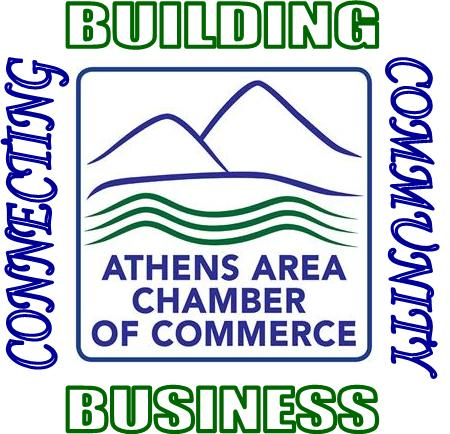 BUILDING
CONNECTING
COMMUNITY
ATHENS AREA
CHAMBER
OF COMMERCE
BUSINESS